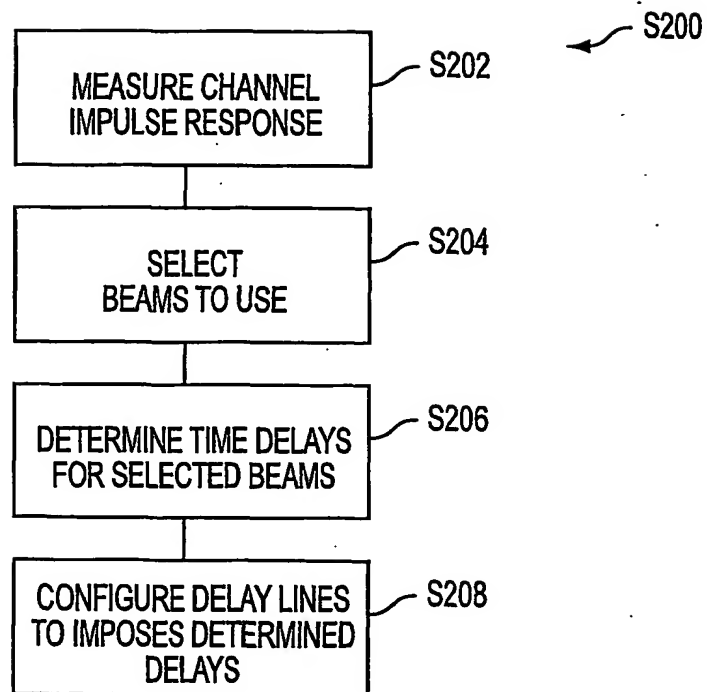 S200
MEASURE CHANNEL
IMPULSE RESPONSE
S202
SELECT
BEAMS TO USE
S204
DETERMINE TIME DELAYS
FOR SELECTED BEAMS
S206
CONFIGURE DELAY LINES
TO IMPOSES DETERMINED
DELAYS
S208